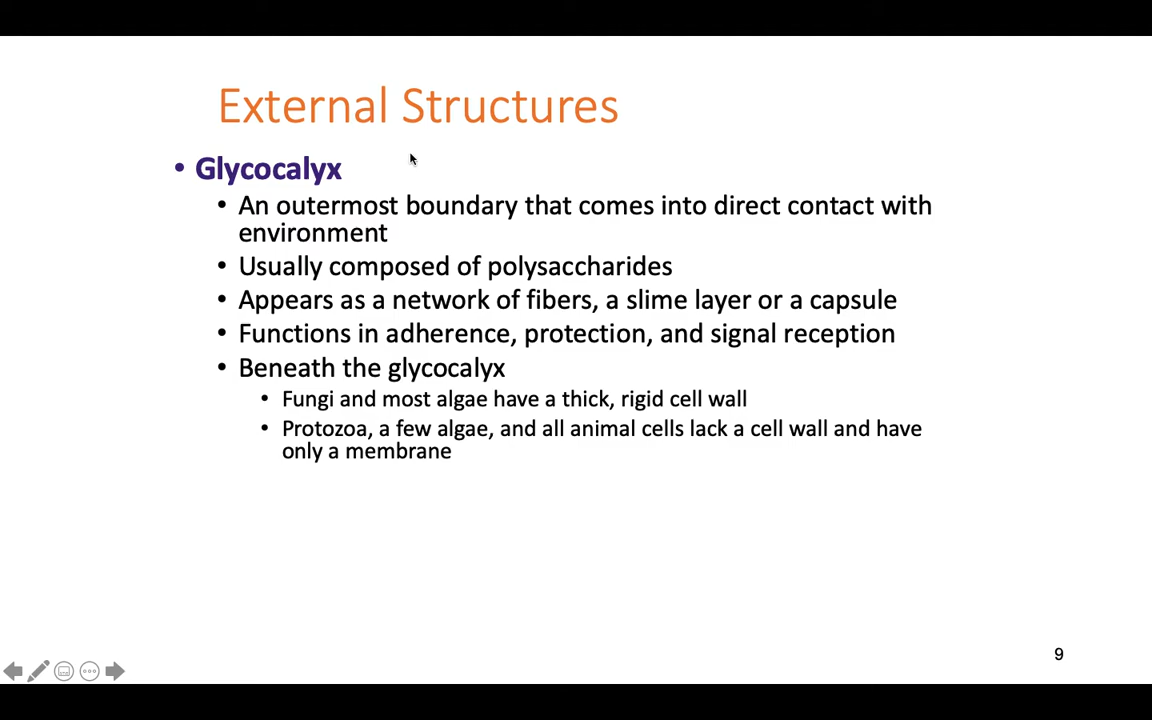 External Structures
• Glycocalyx
• An outermost boundary that comes into direct contact with
environment
• Usually composed of polysaccharides
• Appears as a network of fibers, a slime layer or a capsule
• Functions in adherence, protection, and signal reception
• Beneath the glycocalyx
• Fungi and most algae have a thick, rigid cell wall
• Protozoa, a few algae, and all animal cells lack a cell wall and have
only a membrane
9